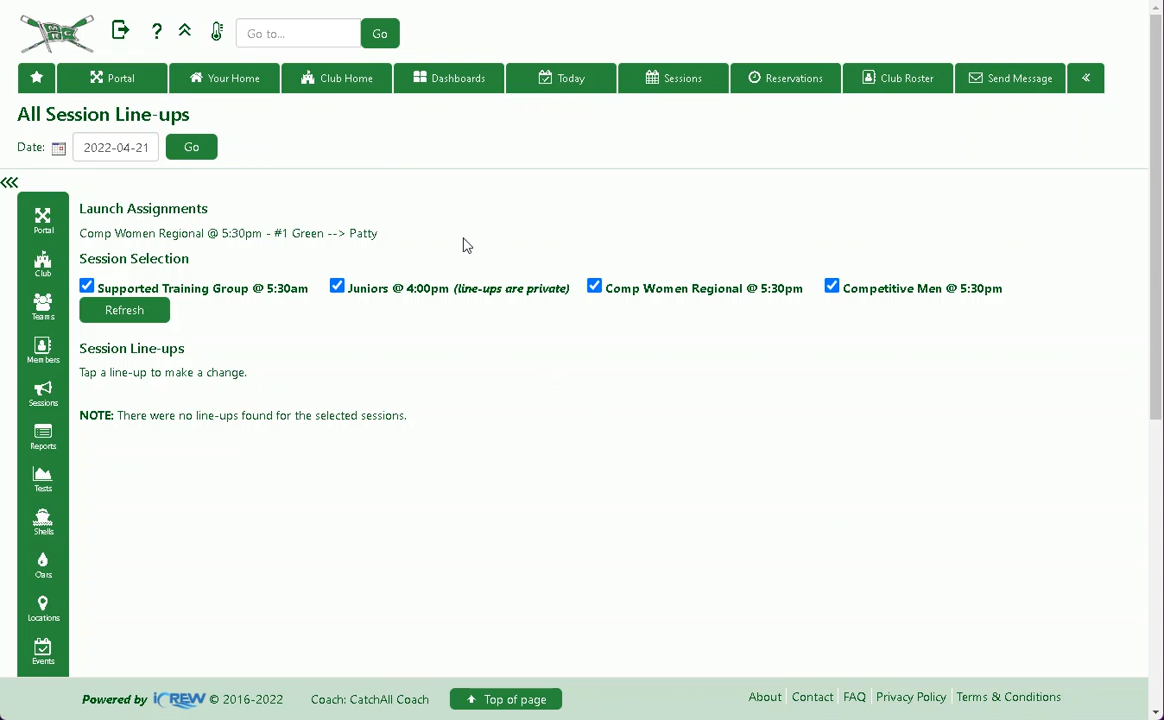 ? Go to... Go
Portal Your Home Club Home Dashboards Today Sessions Reservations Club Roster Send Message
All Session Line-ups
Date: 2022-04-21 Go
Launch Assignments
Comp Women Regional @ 5:30pm - #1 Green --> Patty
Session Selection
Supported Training Group @ 5:30am Juniors @ 4:00pm (line-ups are private) Comp Women Regional @ 5:30pm Competitive Men @ 5:30pm
Refresh
Session Line-ups
Tap a line-up to make a change.
NOTE: There were no line-ups found for the selected sessions.
Portal
Club
Teams
Members
Sessions
Reports
Tests
Shells
Oars
Locations
Events
Powered by iCREW © 2016-2022 Coach: CatchAll Coach Top of page About Contact FAQ Privacy Policy Terms & Conditions